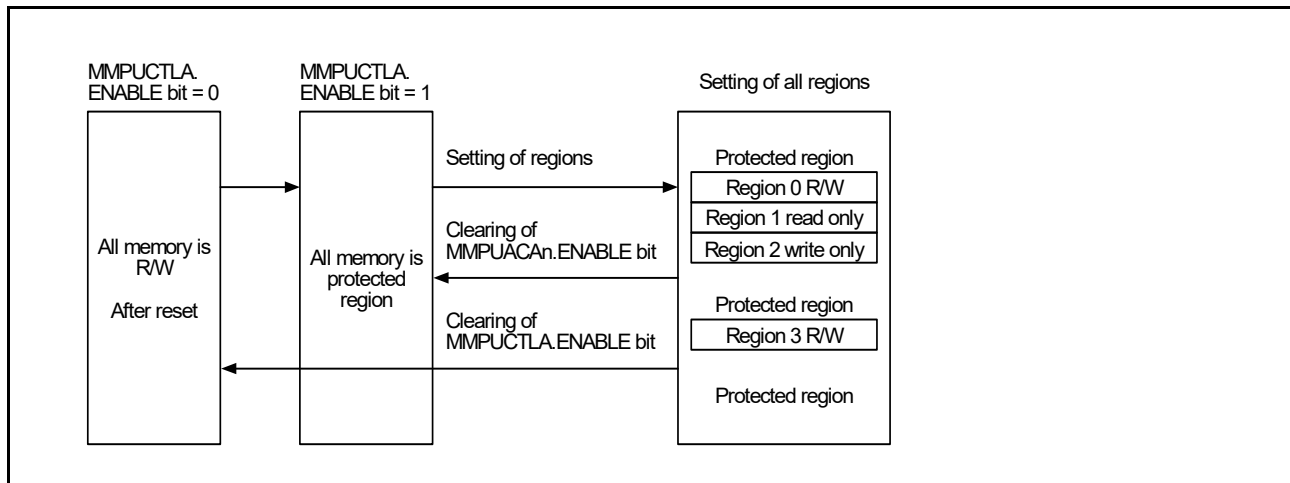 MMPUCTLA.
ENABLE bit = 0
MMPUCTLA.
ENABLE bit = 1
Setting of all regions
All memory is
R/W
After reset
All memory is
protected
region
Setting of regions
Clearing of
MMPUACAn.ENABLE bit
Clearing of
MMPUCTLA.ENABLE bit
Protected region
Region 0 R/W
Region 1 read only
Region 2 write only
Protected region
Region 3 R/W
Protected region